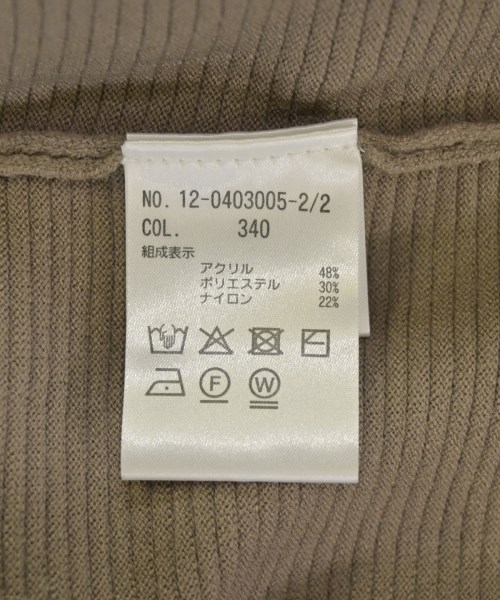 NO. 12-0403005-2/2
COL. 340
組成表示
アクリル 48%
ポリエステル 30%
ナイロン 22%
F W